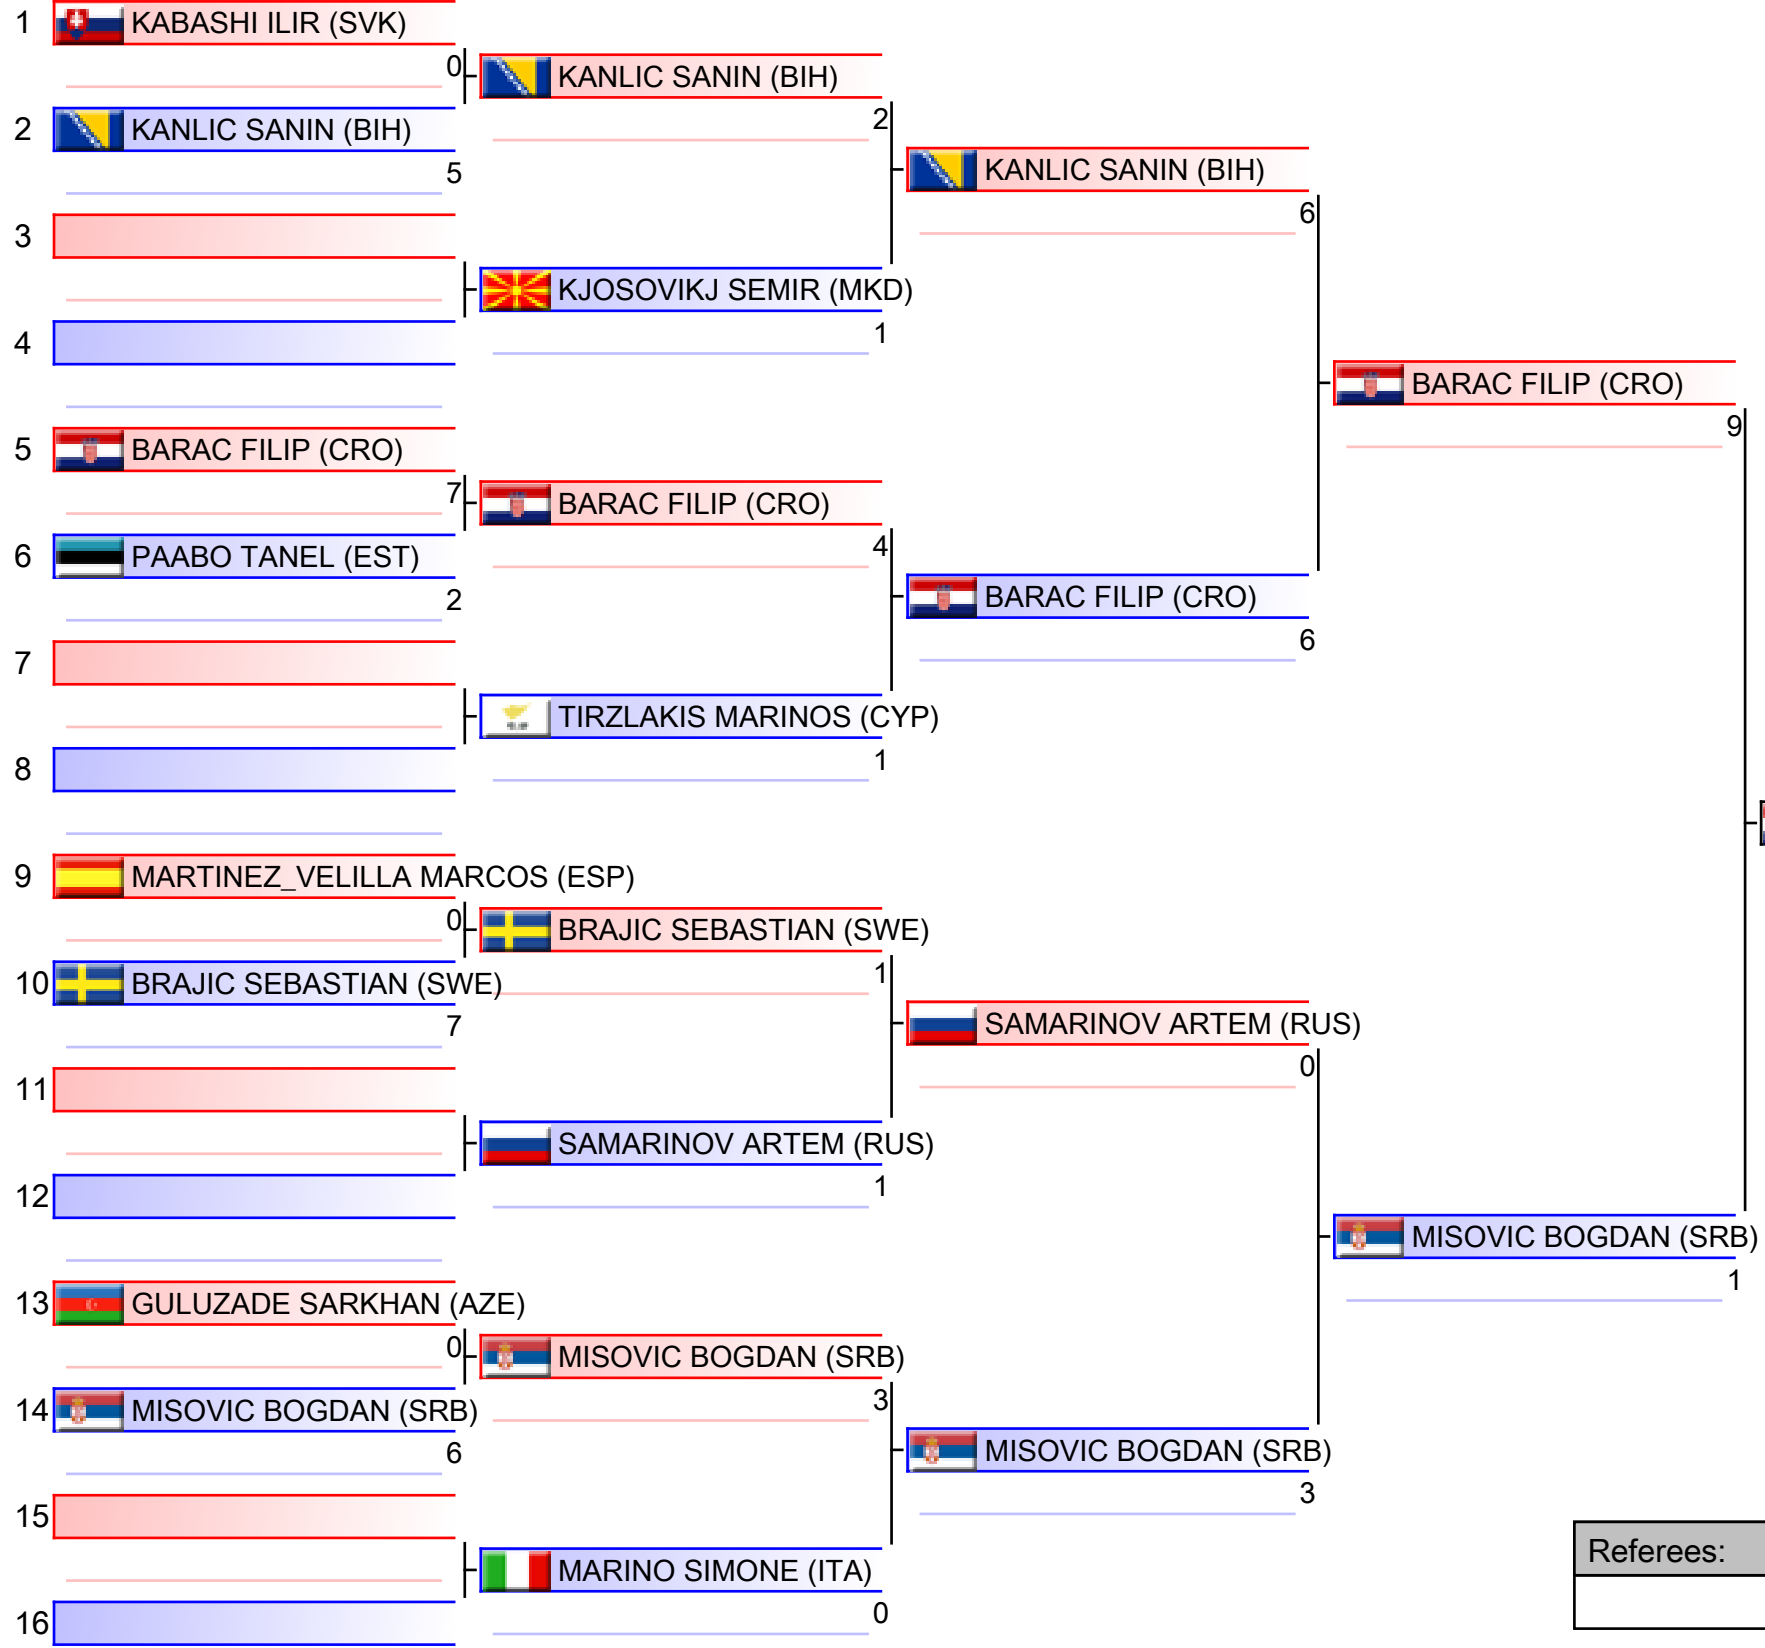 1 KABASHI ILIR (SVK)
0 KANLIC SANIN (BIH)
2
2 KANLIC SANIN (BIH)
5
KANLIC SANIN (BIH)
6
3
KJOSOVIKJ SEMIR (MKD)
1
4
BARAC FILIP (CRO)
9
5 BARAC FILIP (CRO)
7 BARAC FILIP (CRO)
4
6 PAABO TANEL (EST)
2
BARAC FILIP (CRO)
6
7
TIRZLAKIS MARINOS (CYP)
1
8
9 MARTINEZ_VELILLA MARCOS (ESP)
0 BRAJIC SEBASTIAN (SWE)
1
10 BRAJIC SEBASTIAN (SWE)
7
SAMARINOV ARTEM (RUS)
0
11
SAMARINOV ARTEM (RUS)
1
12
MISOVIC BOGDAN (SRB)
1
13 GULUZADE SARKHAN (AZE)
0 MISOVIC BOGDAN (SRB)
3
14 MISOVIC BOGDAN (SRB)
6
MISOVIC BOGDAN (SRB)
3
15
MARINO SIMONE (ITA)
0
16
Referees: